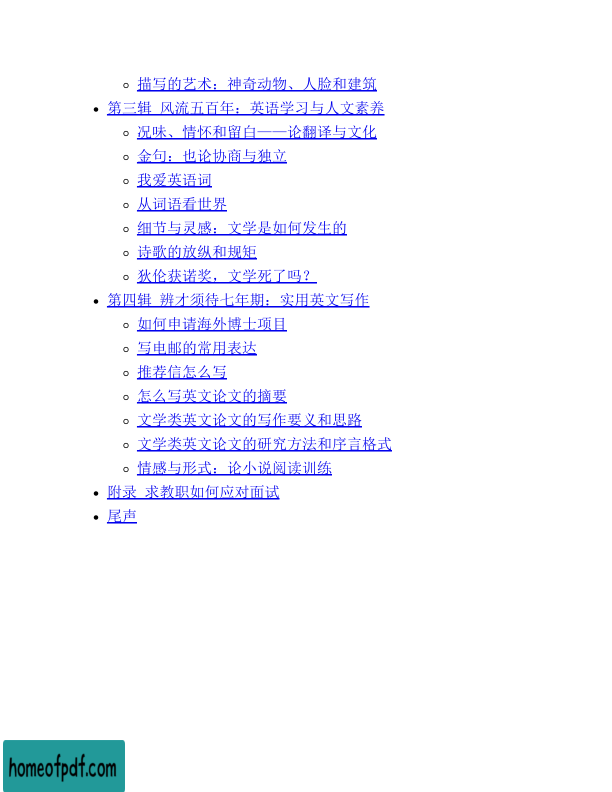 描写的艺术：神奇动物、人脸和建筑
第三辑 风流五百年：英语学习与人文素养
况味、情怀和留白——论翻译与文化
金句：也论协商与独立
我爱英语词
从词语看世界
细节与灵感：文学是如何发生的
诗歌的放纵和规矩
狄伦获诺奖，文学死了吗？
第四辑 辨才须待七年期：实用英文写作
如何申请海外博士项目
写电邮的常用表达
推荐信怎么写
怎么写英文论文的摘要
文学类英文论文的写作要义和思路
文学类英文论文的研究方法和序言格式
情感与形式：论小说阅读训练
附录 求教职如何应对面试
尾声
homeofpdf.com